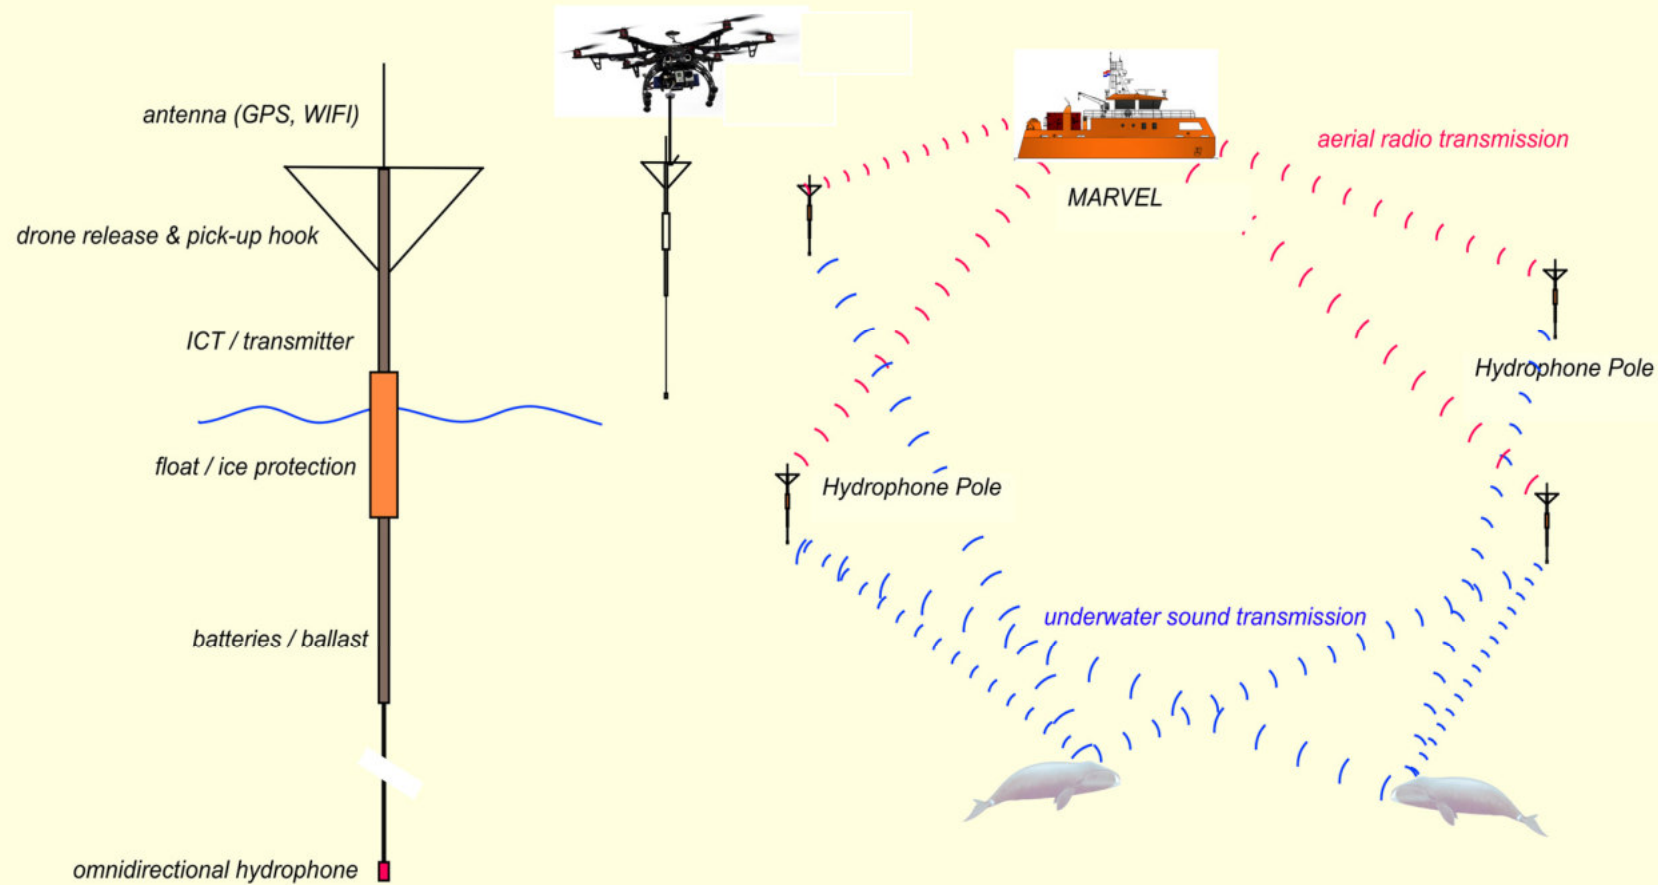 antenna (GPS, WIFI)
drone release & pick-up hook
ICT / transmitter
float / ice protection
batteries / ballast
omnidirectional hydrophone
aerial radio transmission
MARVEL
Hydrophone Pole
Hydrophone Pole
underwater sound transmission